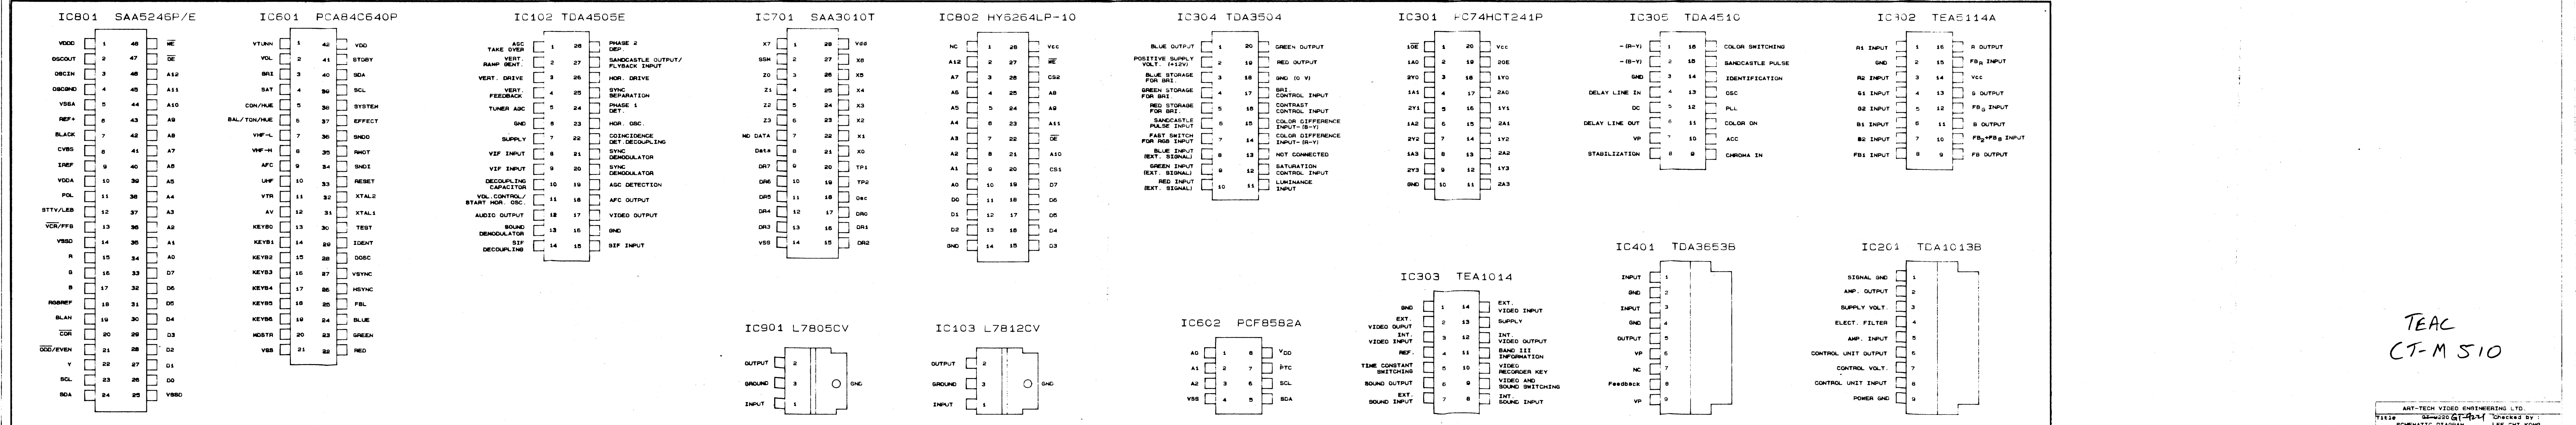 IC801 SAA5246P/E
VDDD 1 48 WE
OSCOUT 2 47 OE
OSCIN 3 46 A12
OSCGND 4 45 A11
VSSA 5 44 A10
REF+ 6 43 A9
BLACK 7 42 A8
CVBS 8 41 A7
IREF 9 40 A6
VDDA 10 39 A5
POL 11 38 A4
STTV/LFB 12 37 A3
VCR/FFB 13 36 A2
VSSD 14 35 A1
R 15 34 A0
G 16 33 D7
B 17 32 D6
RGBREF 18 31 D5
BLAN 19 30 D4
COR 20 29 D3
ODD/EVEN 21 28 D2
Y 22 27 D1
SCL 23 26 D0
SDA 24 25 VSSD
IC601 PCA84C640P
VTUNN 1 42 VDD
VOL 2 41 STDBY
BRI 3 40 SDA
SAT 4 39 SCL
CON/HUE 5 38 SYSTEM
BAL/TON/HUE 6 37 EFFECT
VHF-L 7 36 SNDO
VHF-H 8 35 RMOT
AFC 9 34 SNDI
UHF 10 33 RESET
VTR 11 32 XTAL2
AV 12 31 XTAL1
KEYB0 13 30 TEST
KEYB1 14 29 IDENT
KEYB2 15 28 DOSC
KEYB3 16 27 VSYNC
KEYB4 17 26 HSYNC
KEYB5 18 25 FBL
KEYB6 19 24 BLUE
MDSTR 20 23 GREEN
VSS 21 22 RED
IC102 TDA4505E
AGC TAKE OVER 1 28 PHASE 2 DEP.
VERT. RAMP GENT. 2 27 SANDCASTLE OUTPUT/ FLYBACK INPUT
VERT. DRIVE 3 26 HOR. DRIVE
VERT. FEEDBACK 4 25 SYNC SEPARATION
TUNER AGC 5 24 PHASE 1 DET.
GND 6 23 HOR. OSC.
SUPPLY 7 22 COINCIDENCE DET.DECOUPLING
VIF INPUT 8 21 SYNC DEMODULATOR
VIF INPUT 9 20 SYNC DEMODULATOR
DECOUPLING CAPACITOR 10 19 AGC DETECTION
VOL.CONTROL/ START HOR. OSC. 11 18 AFC OUTPUT
AUDIO OUTPUT 12 17 VIDEO OUTPUT
SOUND DEMODULATOR 13 16 GND
SIF DECOUPLING 14 15 SIF INPUT
IC701 SAA3010T
X7 1 28 Vdd
SSM 2 27 X6
Z0 3 26 X5
Z1 4 25 X4
Z2 5 24 X3
Z3 6 23 X2
MD DATA 7 22 X1
Data 8 21 X0
DR7 9 20 TP1
DR6 10 19 TP2
DR5 11 18 Osc
DR4 12 17 DR0
DR3 13 16 DR1
VSS 14 15 DR2
IC901 L7805CV
OUTPUT 2
GROUND 3 GND
INPUT 1
IC802 HY6264LP-10
NC 1 28 Vcc
A12 2 27 WE
A7 3 26 CS2
A6 4 25 A8
A5 5 24 A9
A4 6 23 A11
A3 7 22 OE
A2 8 21 A10
A1 9 20 CS1
A0 10 19 D7
D0 11 18 D6
D1 12 17 D5
D2 13 16 D4
GND 14 15 D3
IC103 L7812CV
OUTPUT 2
GROUND 3 GND
INPUT 1
IC304 TDA3504
BLUE OUTPUT 1 20 GREEN OUTPUT
POSITIVE SUPPLY VOLT. (+12V) 2 19 RED OUTPUT
BLUE STORAGE FOR BRI. 3 18 GND (0 V)
GREEN STORAGE FOR BRI. 4 17 BRI. CONTROL INPUT
RED STORAGE FOR BRI. 5 16 CONTRAST CONTROL INPUT
SANDCASTLE PULSE INPUT 6 15 COLOR DIFFERENCE INPUT-(B-Y)
FAST SWITCH FOR RGB INPUT 7 14 COLOR DIFFERENCE INPUT-(R-Y)
BLUE INPUT (EXT. SIGNAL) 8 13 NOT CONNECTED
GREEN INPUT (EXT. SIGNAL) 9 12 SATURATION CONTROL INPUT
RED INPUT (EXT. SIGNAL) 10 11 LUMINANCE INPUT
IC602 PCF8582A
A0 1 8 VDD
A1 2 7 PTC
A2 3 6 SCL
VSS 4 5 SDA
IC301 PC74HCT241P
1OE 1 20 Vcc
1A0 2 19 2OE
2Y0 3 18 1Y0
1A1 4 17 2A0
2Y1 5 16 1Y1
1A2 6 15 2A1
2Y2 7 14 1Y2
1A3 8 13 2A2
2Y3 9 12 1Y3
GND 10 11 2A3
IC303 TEA1014
GND 1 14 EXT. VIDEO INPUT
EXT. VIDEO OUPUT 2 13 SUPPLY
INT. VIDEO INPUT 3 12 INT VIDEO OUTPUT
REF. 4 11 BAND III INFORMATION
TIME CONSTANT SWITCHING 5 10 VIDEO RECORDER KEY
SOUND OUTPUT 6 9 VIDEO AND SOUND SWITCHING
EXT. SOUND INPUT 7 8 INT. SOUND INPUT
IC305 TDA4510
-(R-Y) 1 16 COLOR SWITCHING
-(B-Y) 2 15 SANDCASTLE PULSE
GND 3 14 IDENTIFICATION
DELAY LINE IN 4 13 OSC
DC 5 12 PLL
DELAY LINE OUT 6 11 COLOR ON
VP 7 10 ACC
STABILIZATION 8 9 CHROMA IN
IC401 TDA3653B
INPUT 1
GND 2
INPUT 3
GND 4
OUTPUT 5
VP 6
NC 7
Feedback 8
VP 9
IC302 TEA5114A
R1 INPUT 1 16 R OUTPUT
GND 2 15 FBR INPUT
R2 INPUT 3 14 Vcc
G1 INPUT 4 13 G OUTPUT
G2 INPUT 5 12 FBG INPUT
B1 INPUT 6 11 B OUTPUT
B2 INPUT 7 10 FB2+FBB INPUT
FB1 INPUT 8 9 FB OUTPUT
IC201 TDA1013B
SIGNAL GND 1
AMP. OUTPUT 2
SUPPLY VOLT. 3
ELECT. FILTER 4
AMP. INPUT 5
CONTROL UNIT OUTPUT 6
CONTROL VOLT. 7
CONTROL UNIT INPUT 8
POWER GND 9
TEAC
CT-M 510
ART-TECH VIDEO ENGINEERING LTD.
Title GT-9221 Checked by :
SCHEMATIC DIAGRAM LEE CHI KONG